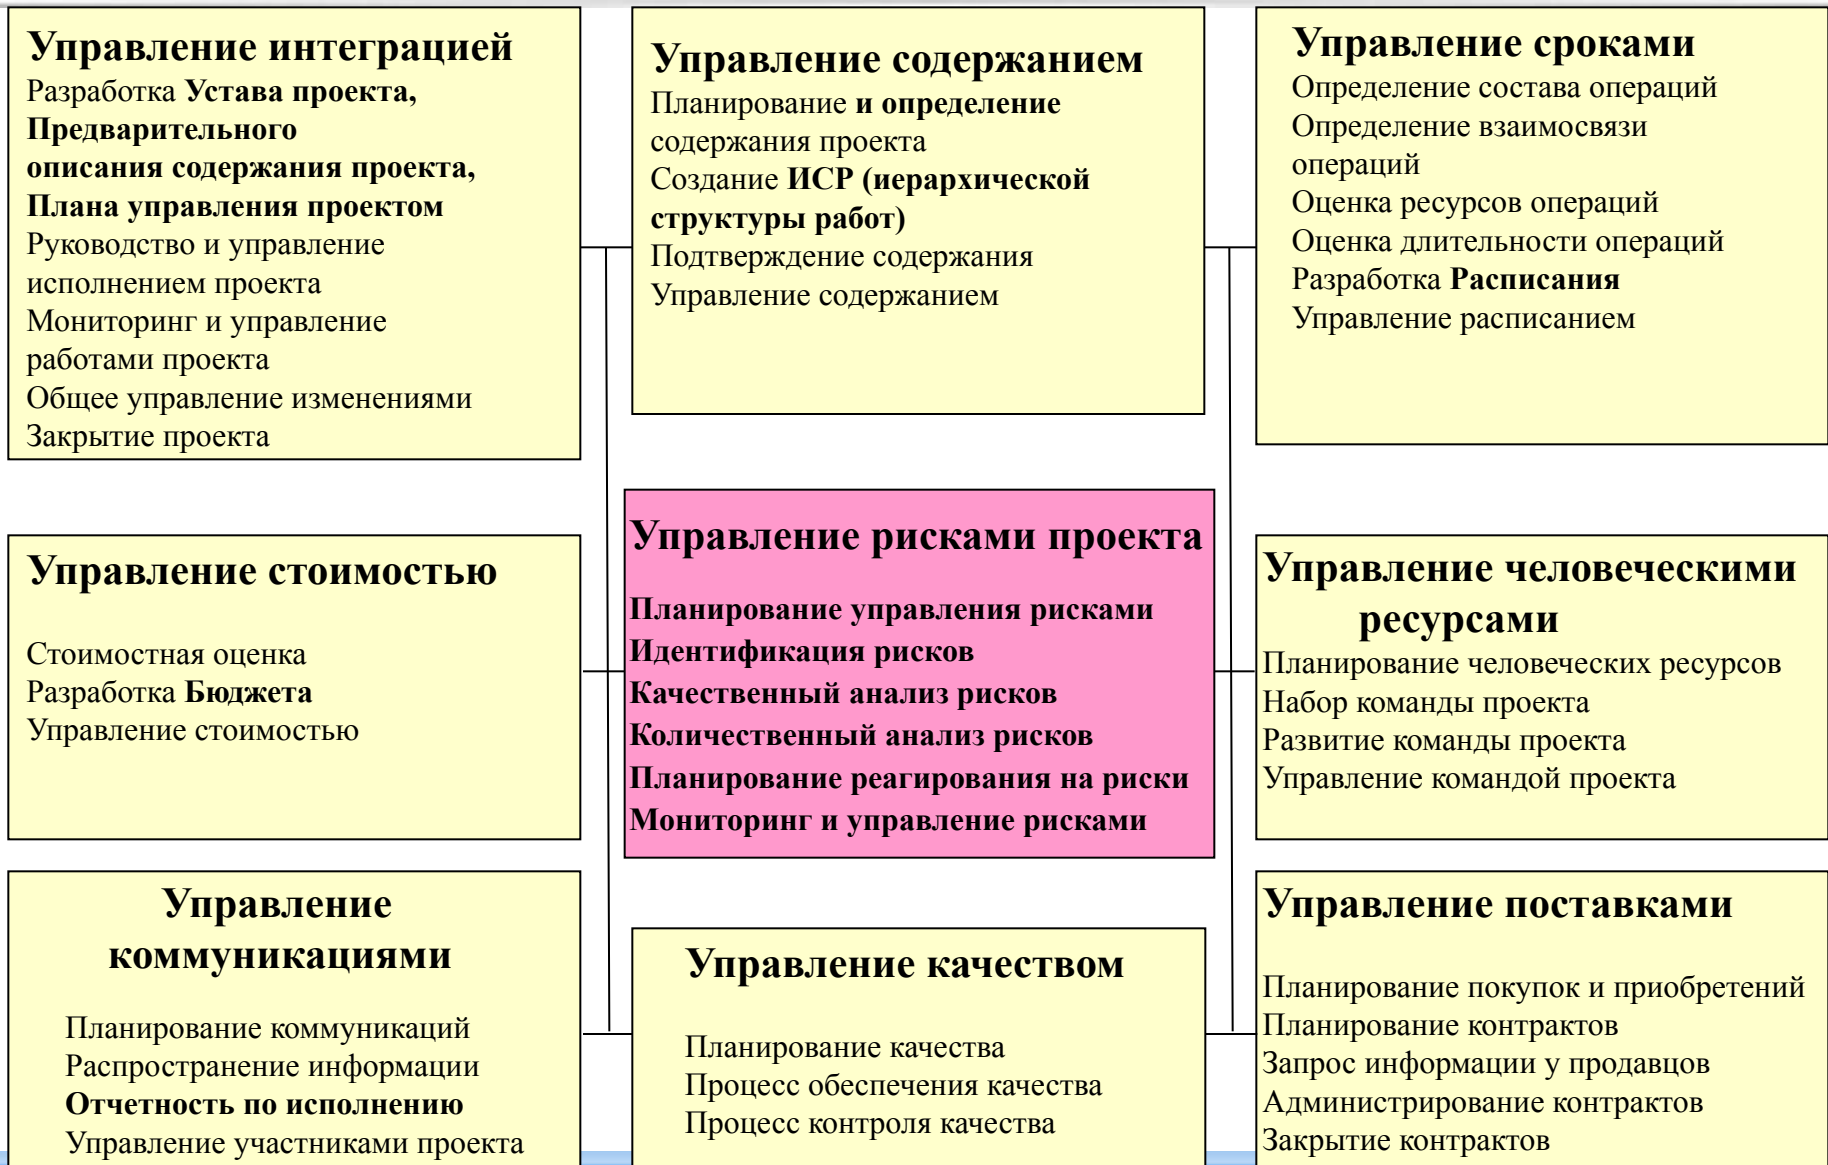 Управление интеграцией
Разработка Устава проекта,
Предварительного
описания содержания проекта,
Плана управления проектом
Руководство и управление
исполнением проекта
Мониторинг и управление
работами проекта
Общее управление изменениями
Закрытие проекта
Управление содержанием
Планирование и определение
содержания проекта
Создание ИСР (иерархической
структуры работ)
Подтверждение содержания
Управление содержанием
Управление сроками
Определение состава операций
Определение взаимосвязи
операций
Оценка ресурсов операций
Оценка длительности операций
Разработка Расписания
Управление расписанием
Управление стоимостью
Стоимостная оценка
Разработка Бюджета
Управление стоимостью
Управление рисками проекта
Планирование управления рисками
Идентификация рисков
Качественный анализ рисков
Количественный анализ рисков
Планирование реагирования на риски
Мониторинг и управление рисками
Управление человеческими
ресурсами
Планирование человеческих ресурсов
Набор команды проекта
Развитие команды проекта
Управление командой проекта
Управление
коммуникациями
Планирование коммуникаций
Распространение информации
Отчетность по исполнению
Управление участниками проекта
Управление качеством
Планирование качества
Процесс обеспечения качества
Процесс контроля качества
Управление поставками
Планирование покупок и приобретений
Планирование контрактов
Запрос информации у продавцов
Администрирование контрактов
Закрытие контрактов